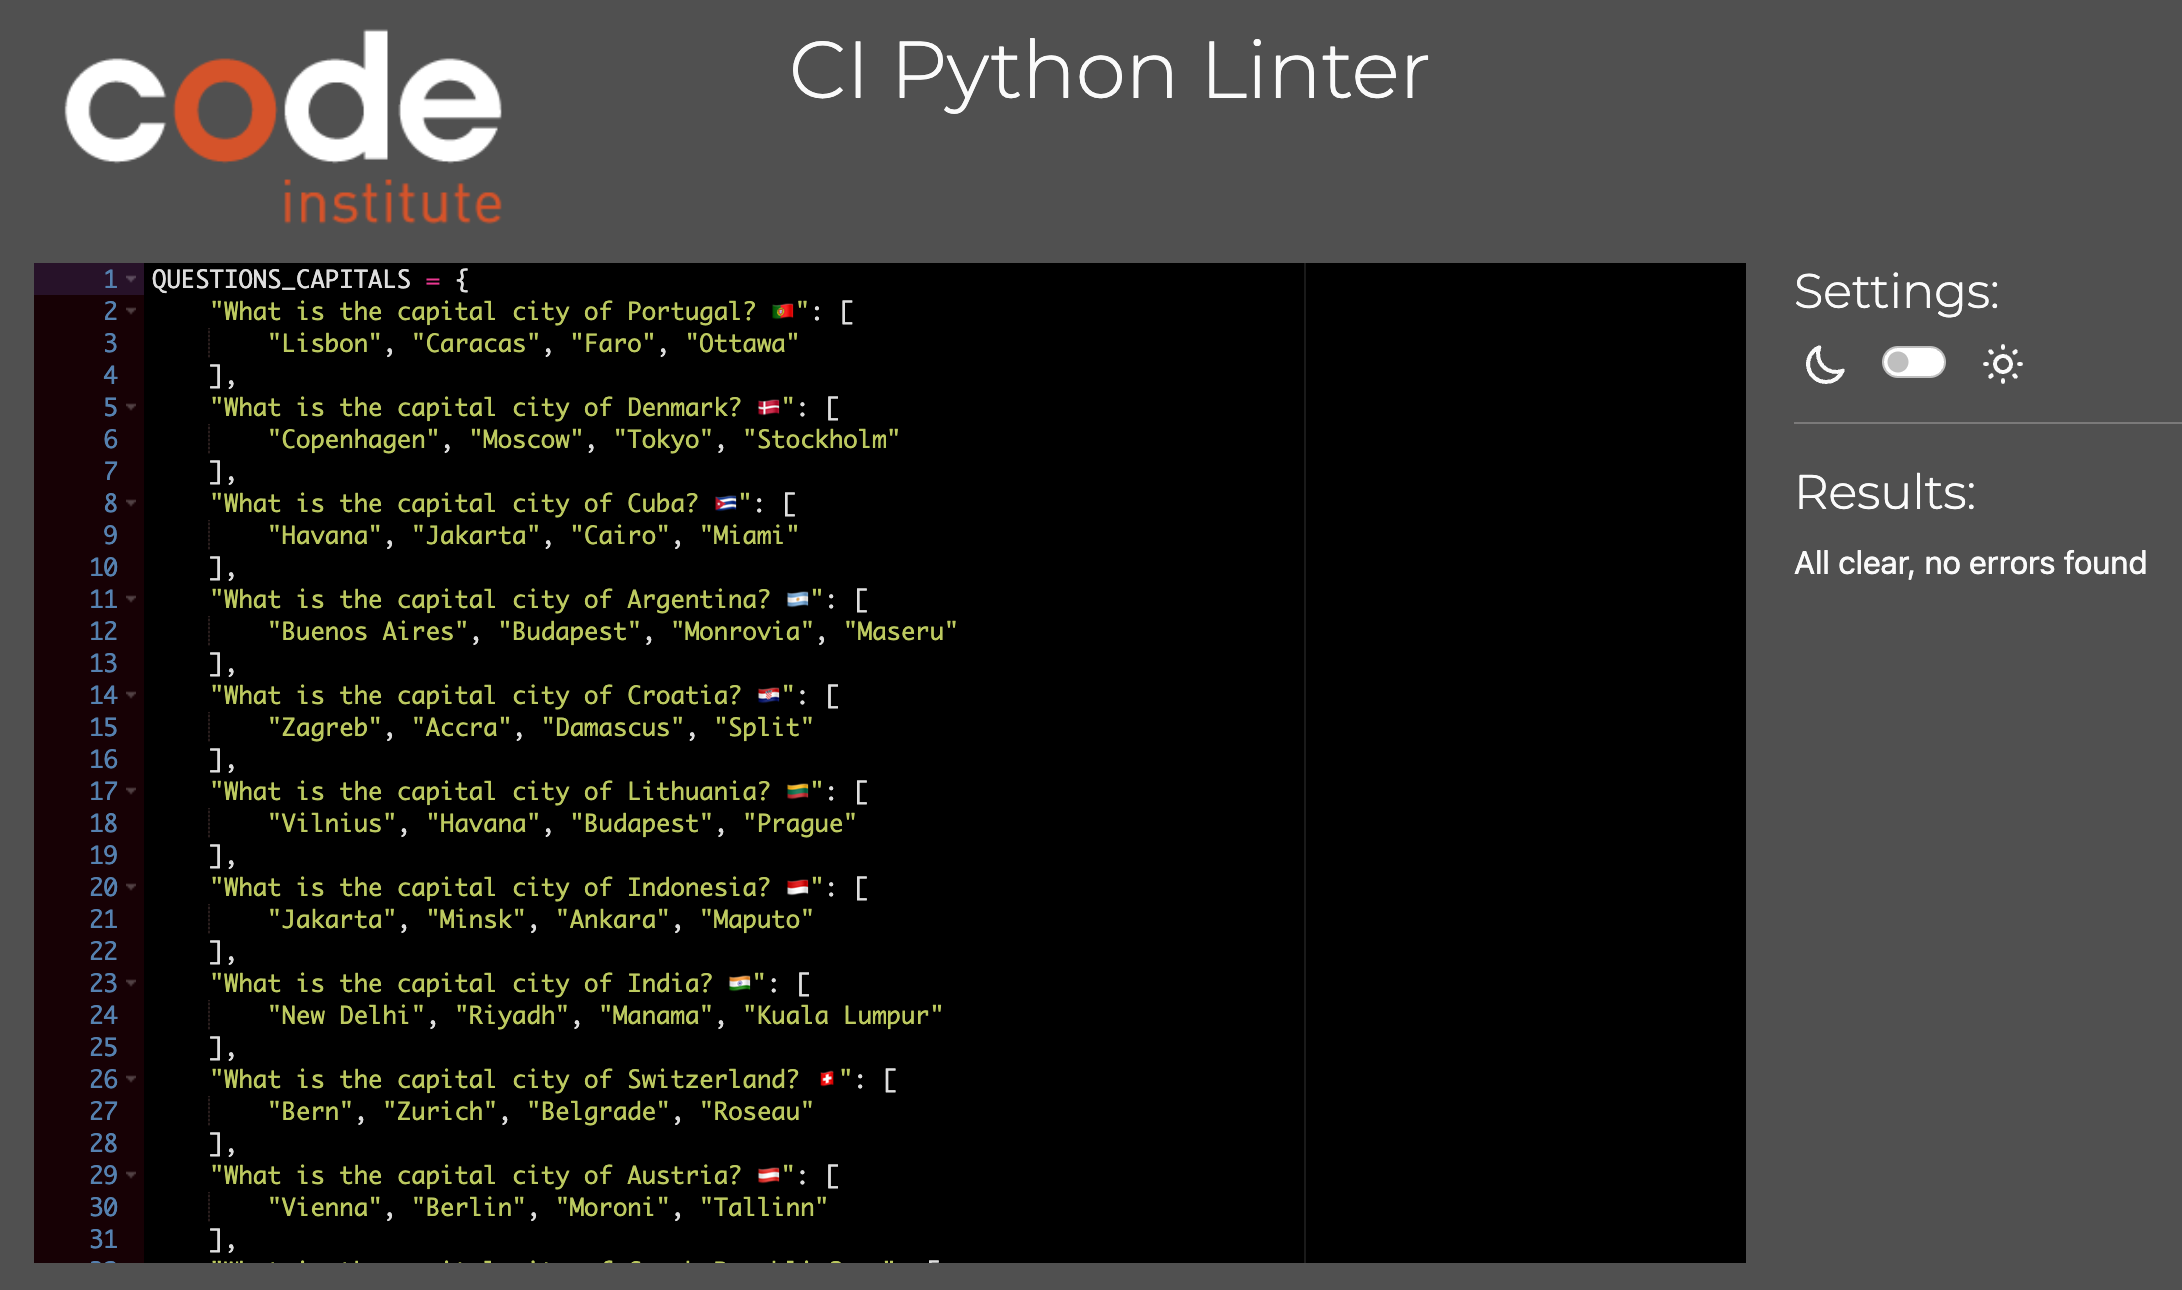 code
institute
CI Python Linter
1 QUESTIONS_CAPITALS = {
2 "What is the capital city of Portugal? 🇵🇹": [
3 "Lisbon", "Caracas", "Faro", "Ottawa"
4 ],
5 "What is the capital city of Denmark? 🇩🇰": [
6 "Copenhagen", "Moscow", "Tokyo", "Stockholm"
7 ],
8 "What is the capital city of Cuba? 🇨🇺": [
9 "Havana", "Jakarta", "Cairo", "Miami"
10 ],
11 "What is the capital city of Argentina? 🇦🇷": [
12 "Buenos Aires", "Budapest", "Monrovia", "Maseru"
13 ],
14 "What is the capital city of Croatia? 🇭🇷": [
15 "Zagreb", "Accra", "Damascus", "Split"
16 ],
17 "What is the capital city of Lithuania? 🇱🇹": [
18 "Vilnius", "Havana", "Budapest", "Prague"
19 ],
20 "What is the capital city of Indonesia? 🇮🇩": [
21 "Jakarta", "Minsk", "Ankara", "Maputo"
22 ],
23 "What is the capital city of India? 🇮🇳": [
24 "New Delhi", "Riyadh", "Manama", "Kuala Lumpur"
25 ],
26 "What is the capital city of Switzerland? 🇨🇭": [
27 "Bern", "Zurich", "Belgrade", "Roseau"
28 ],
29 "What is the capital city of Austria? 🇦🇹": [
30 "Vienna", "Berlin", "Moroni", "Tallinn"
31 ],
Settings:
Results:
All clear, no errors found